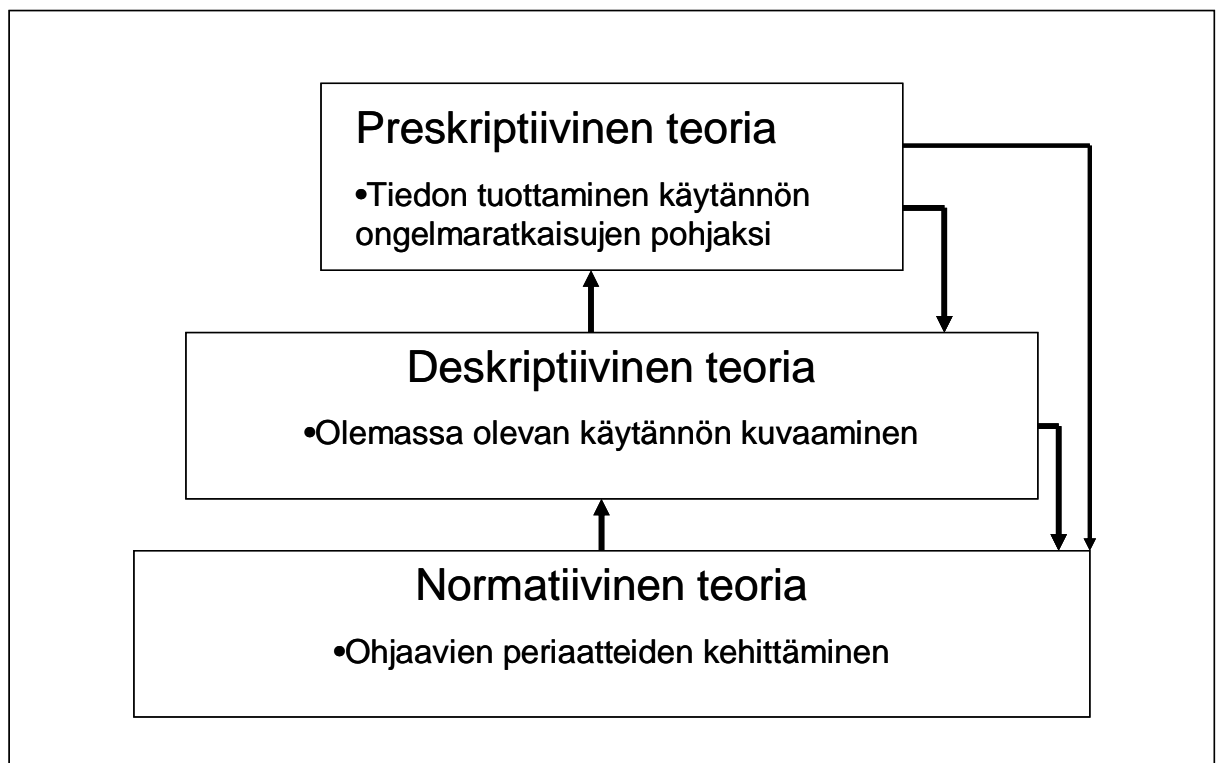 Preskriptiivinen teoria
•Tiedon tuottaminen käytännön
ongelmaratkaisujen pohjaksi
Deskriptiivinen teoria
•Olemassa olevan käytännön kuvaaminen
Normatiivinen teoria
•Ohjaavien periaatteiden kehittäminen